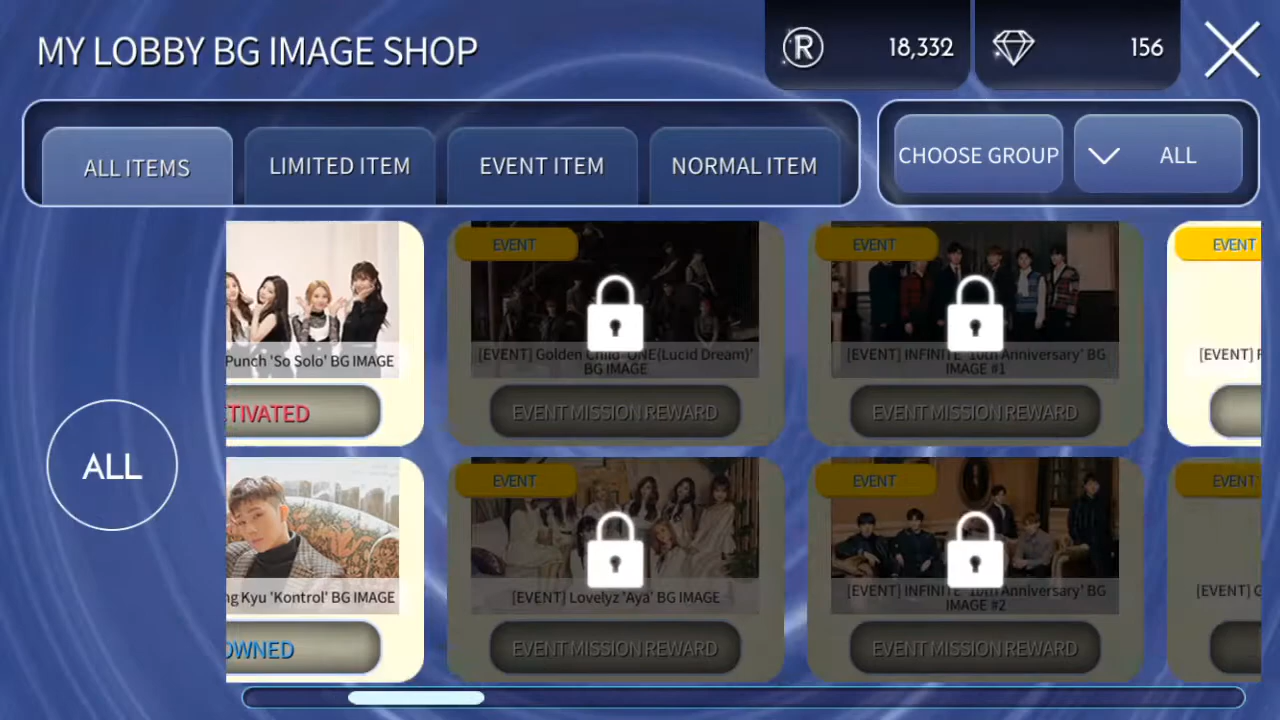 MY LOBBY BG IMAGE SHOP
R 18,332
156
ALL ITEMS
LIMITED ITEM
EVENT ITEM
NORMAL ITEM
CHOOSE GROUP
ALL
ALL
Punch 'So Solo' BG IMAGE
CTIVATED
EVENT
[EVENT] Golden Child 'ONE(Lucid Dream)'
BG IMAGE
EVENT MISSION REWARD
EVENT
[EVENT] INFINITE '10th Anniversary' BG
IMAGE #1
EVENT MISSION REWARD
EVENT
[EVENT]
ng Kyu 'Kontrol' BG IMAGE
OWNED
EVENT
[EVENT] Lovelyz 'Aya' BG IMAGE
EVENT MISSION REWARD
EVENT
[EVENT] INFINITE '10th Anniversary' BG
IMAGE #2
EVENT MISSION REWARD
EVENT
[EVENT]